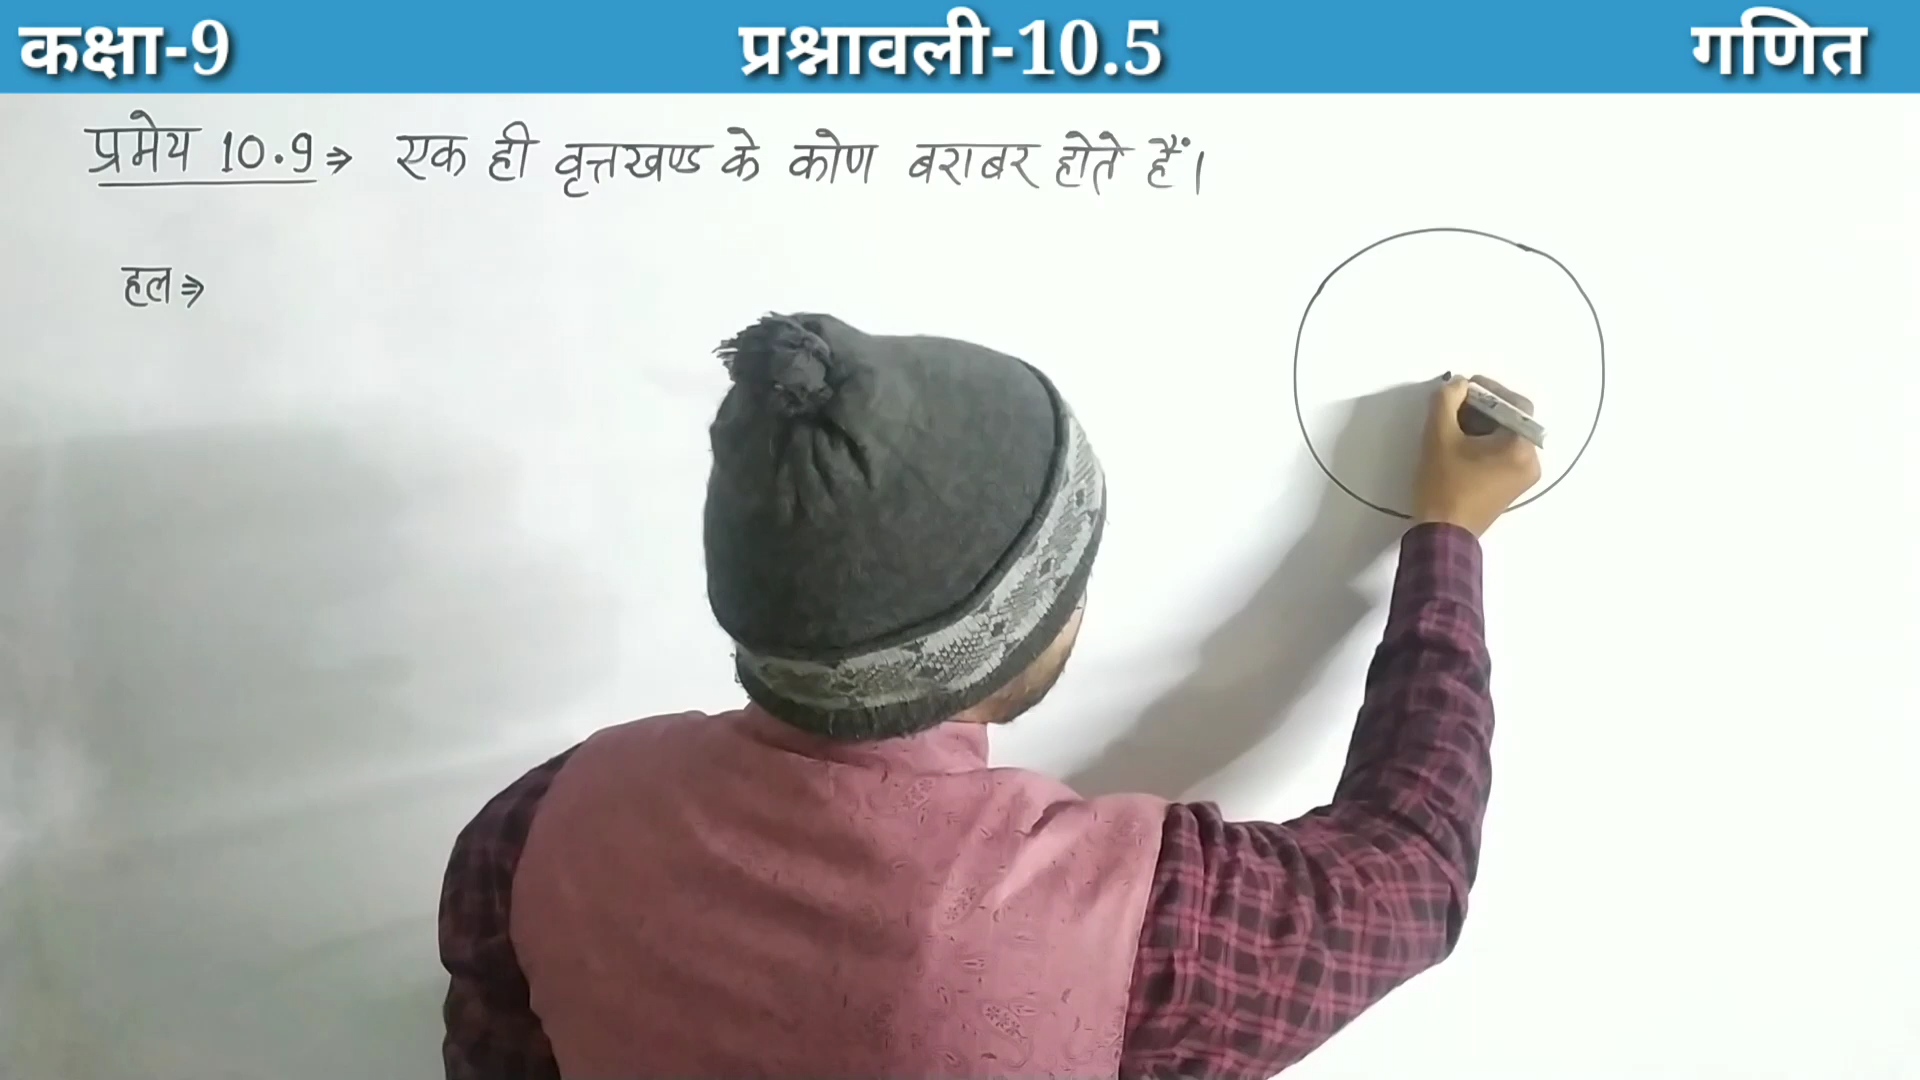 कक्षा-9 प्रश्नावली-10.5 गणित
प्रमेय 10.9⇒ एक ही वृत्तखण्ड के कोण बराबर होते हैं।
हल⇒